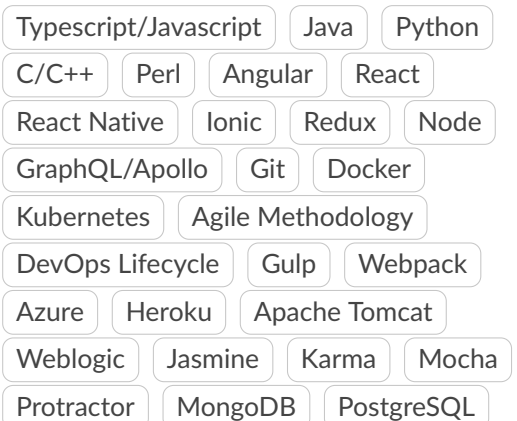 Typescript/Javascript Java Python
C/C++ Perl Angular React
React Native Ionic Redux Node
GraphQL/Apollo Git Docker
Kubernetes Agile Methodology
DevOps Lifecycle Gulp Webpack
Azure Heroku Apache Tomcat
Weblogic Jasmine Karma Mocha
Protractor MongoDB PostgreSQL